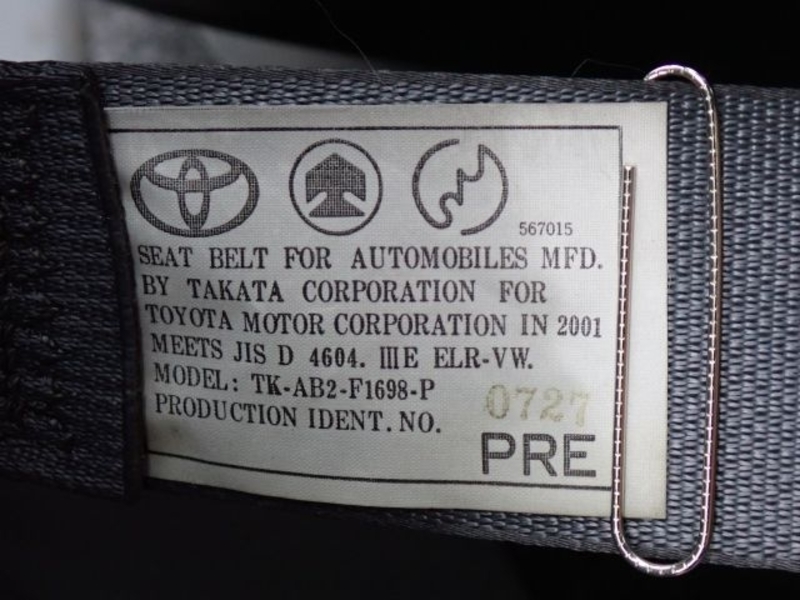 567015
SEAT BELT FOR AUTOMOBILES MFD.
BY TAKATA CORPORATION FOR
TOYOTA MOTOR CORPORATION IN 2001
MEETS JIS D 4604. ⅢE ELR-VW.
MODEL: TK-AB2-F1698-P
PRODUCTION IDENT. NO. 0727
PRE